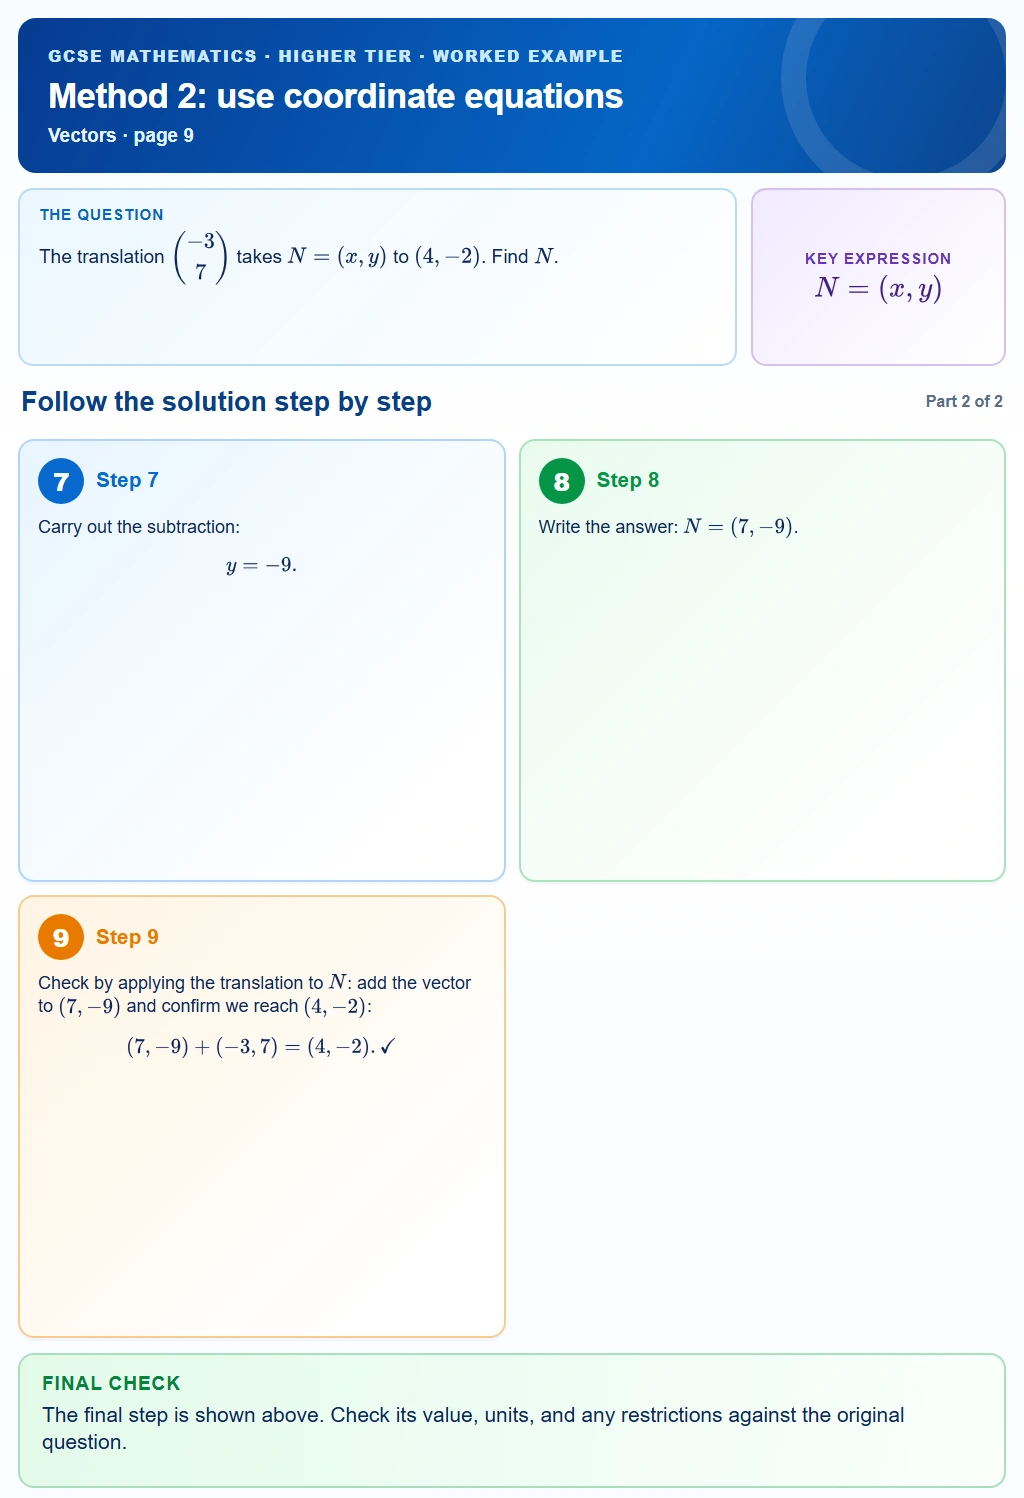 GCSE MATHEMATICS · HIGHER TIER · WORKED EXAMPLE
Method 2: use coordinate equations
Vectors · page 9
THE QUESTION
The translation (−3 7) takes N = (x, y) to (4, −2). Find N.
KEY EXPRESSION
N = (x, y)
Follow the solution step by step
Part 2 of 2
7 Step 7
Carry out the subtraction:
y = −9.
8 Step 8
Write the answer: N = (7, −9).
9 Step 9
Check by applying the translation to N: add the vector
to (7, −9) and confirm we reach (4, −2):
(7, −9) + (−3, 7) = (4, −2). ✓
FINAL CHECK
The final step is shown above. Check its value, units, and any restrictions against the original
question.